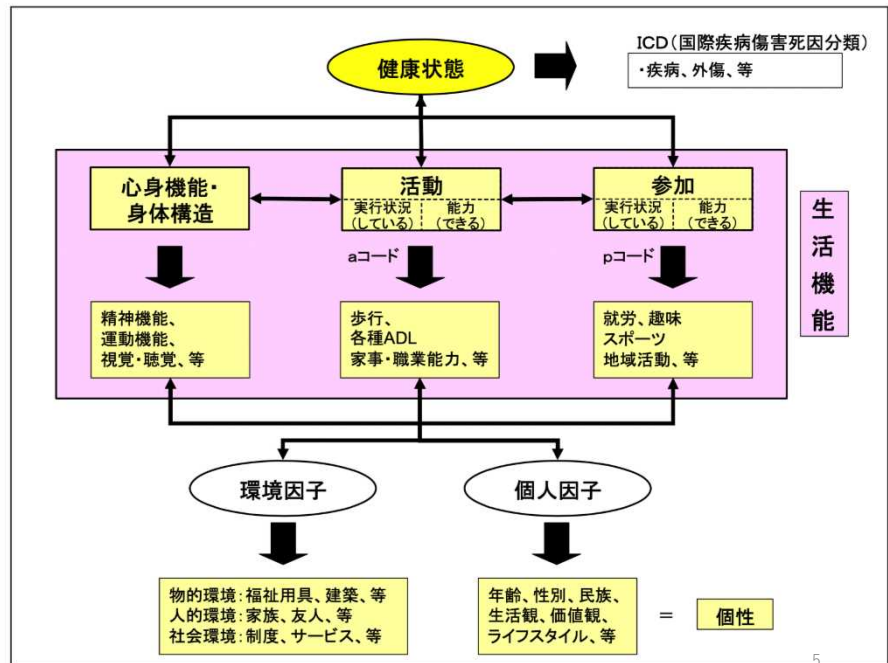 ICD(国際疾病傷害死因分類)
健康状態
・疾病、外傷、等
心身機能・
身体構造
活動
実行状況
(している)
能力
(できる)
参加
実行状況
(している)
能力
(できる)
生活機能
aコード
pコード
精神機能、
運動機能、
視覚・聴覚、等
歩行、
各種ADL
家事・職業能力、等
就労、趣味
スポーツ
地域活動、等
環境因子
個人因子
物的環境:福祉用具、建築、等
人的環境:家族、友人、等
社会環境:制度、サービス、等
年齢、性別、民族、
生活観、価値観、
ライフスタイル、等
=
個性
5